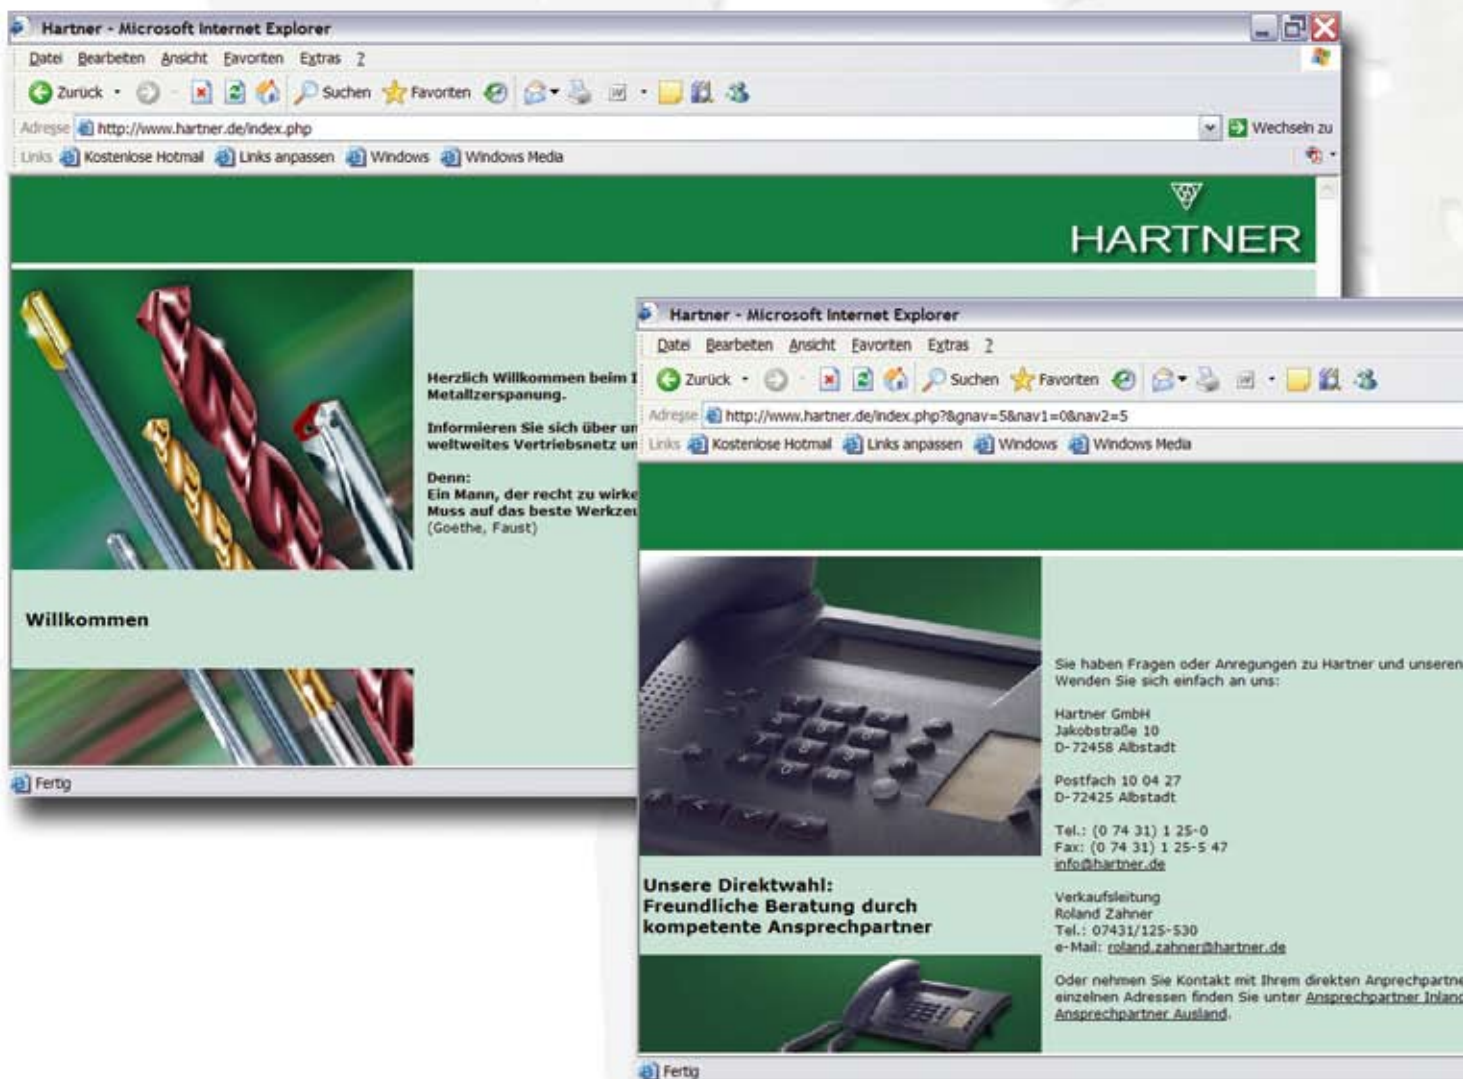 Hartner - Microsoft Internet Explorer
Datei Bearbeiten Ansicht Favoriten Extras ?
Zurück Suchen Favoriten
Adresse http://www.hartner.de/index.php Wechseln zu
Links Kostenlose Hotmail Links anpassen Windows Windows Media
HARTNER
Herzlich Willkommen beim
Metallzerspanung.
Informieren Sie sich über
weltweites Vertriebsnetz
Denn:
Ein Mann, der recht zu
Muss auf das beste
(Goethe, Faust)
Willkommen
Fertig
Hartner - Microsoft Internet Explorer
Datei Bearbeiten Ansicht Favoriten Extras ?
Zurück Suchen Favoriten
Adresse http://www.hartner.de/index.php?&gnav=5&nav1=0&nav2=5
Links Kostenlose Hotmail Links anpassen Windows Windows Media
Sie haben Fragen oder Anregungen zu Hartner und unseren
Wenden Sie sich einfach an uns:
Hartner GmbH
Jakobstraße 10
D-72458 Albstadt
Postfach 10 04 27
D-72425 Albstadt
Tel.: (0 74 31) 1 25-0
Fax: (0 74 31) 1 25-5 47
info@hartner.de
Verkaufsleitung
Roland Zahner
Tel.: 07431/125-530
e-Mail: roland.zahner@hartner.de
Oder nehmen Sie Kontakt mit Ihrem direkten
einzelnen Adressen finden Sie unter Ansprechpartner
Ansprechpartner Ausland.
Unsere Direktwahl:
Freundliche Beratung durch
kompetente Ansprechpartner
Fertig